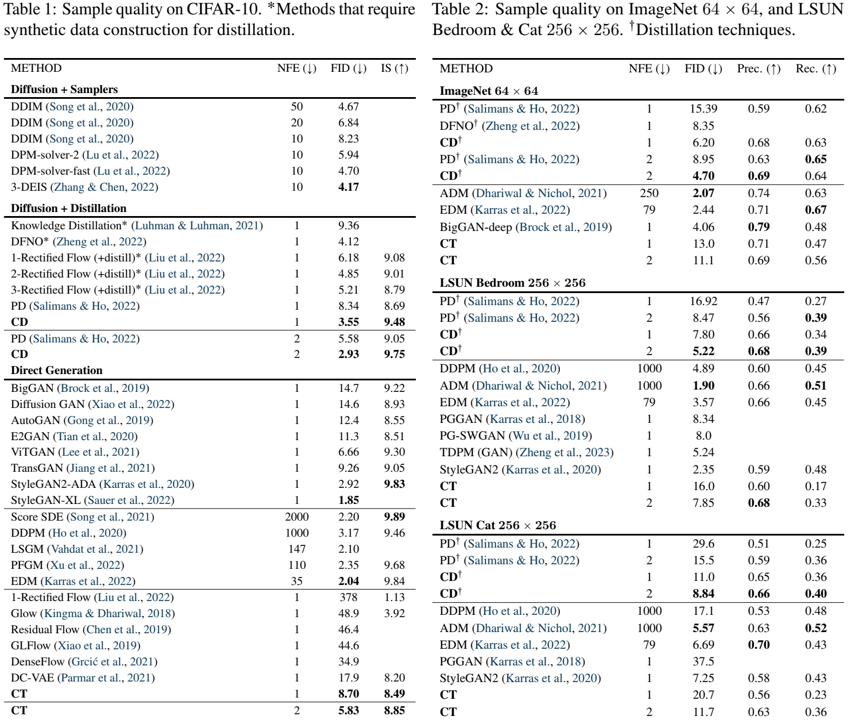 Table 1: Sample quality on CIFAR-10. *Methods that require
synthetic data construction for distillation.
METHOD NFE (↓) FID (↓) IS (↑)
Diffusion + Samplers
DDIM (Song et al., 2020) 50 4.67
DDIM (Song et al., 2020) 20 6.84
DDIM (Song et al., 2020) 10 8.23
DPM-solver-2 (Lu et al., 2022) 10 5.94
DPM-solver-fast (Lu et al., 2022) 10 4.70
3-DEIS (Zhang & Chen, 2022) 10 4.17
Diffusion + Distillation
Knowledge Distillation* (Luhman & Luhman, 2021) 1 9.36
DFNO* (Zheng et al., 2022) 1 4.12
1-Rectified Flow (+distill)* (Liu et al., 2022) 1 6.18 9.08
2-Rectified Flow (+distill)* (Liu et al., 2022) 1 4.85 9.01
3-Rectified Flow (+distill)* (Liu et al., 2022) 1 5.21 8.79
PD (Salimans & Ho, 2022) 1 8.34 8.69
CD 1 3.55 9.48
PD (Salimans & Ho, 2022) 2 5.58 9.05
CD 2 2.93 9.75
Direct Generation
BigGAN (Brock et al., 2019) 1 14.7 9.22
Diffusion GAN (Xiao et al., 2022) 1 14.6 8.93
AutoGAN (Gong et al., 2019) 1 12.4 8.55
E2GAN (Tian et al., 2020) 1 11.3 8.51
ViTGAN (Lee et al., 2021) 1 6.66 9.30
TransGAN (Jiang et al., 2021) 1 9.26 9.05
StyleGAN2-ADA (Karras et al., 2020) 1 2.92 9.83
StyleGAN-XL (Sauer et al., 2022) 1 1.85
Score SDE (Song et al., 2021) 2000 2.20 9.89
DDPM (Ho et al., 2020) 1000 3.17 9.46
LSGM (Vahdat et al., 2021) 147 2.10
PFGM (Xu et al., 2022) 110 2.35 9.68
EDM (Karras et al., 2022) 35 2.04 9.84
1-Rectified Flow (Liu et al., 2022) 1 378 1.13
Glow (Kingma & Dhariwal, 2018) 1 48.9 3.92
Residual Flow (Chen et al., 2019) 1 46.4
GLFlow (Xiao et al., 2019) 1 44.6
DenseFlow (Grcić et al., 2021) 1 34.9
DC-VAE (Parmar et al., 2021) 1 17.9 8.20
CT 1 8.70 8.49
CT 2 5.83 8.85
Table 2: Sample quality on ImageNet 64 × 64, and LSUN
Bedroom & Cat 256 × 256. †Distillation techniques.
METHOD NFE (↓) FID (↓) Prec. (↑) Rec. (↑)
ImageNet 64 × 64
PD† (Salimans & Ho, 2022) 1 15.39 0.59 0.62
DFNO† (Zheng et al., 2022) 1 8.35
CD† 1 6.20 0.68 0.63
PD† (Salimans & Ho, 2022) 2 8.95 0.63 0.65
CD† 2 4.70 0.69 0.64
ADM (Dhariwal & Nichol, 2021) 250 2.07 0.74 0.63
EDM (Karras et al., 2022) 79 2.44 0.71 0.67
BigGAN-deep (Brock et al., 2019) 1 4.06 0.79 0.48
CT 1 13.0 0.71 0.47
CT 2 11.1 0.69 0.56
LSUN Bedroom 256 × 256
PD† (Salimans & Ho, 2022) 1 16.92 0.47 0.27
PD† (Salimans & Ho, 2022) 2 8.47 0.56 0.39
CD† 1 7.80 0.66 0.34
CD† 2 5.22 0.68 0.39
DDPM (Ho et al., 2020) 1000 4.89 0.60 0.45
ADM (Dhariwal & Nichol, 2021) 1000 1.90 0.66 0.51
EDM (Karras et al., 2022) 79 3.57 0.66 0.45
PGGAN (Karras et al., 2018) 1 8.34
PG-SWGAN (Wu et al., 2019) 1 8.0
TDPM (GAN) (Zheng et al., 2023) 1 5.24
StyleGAN2 (Karras et al., 2020) 1 2.35 0.59 0.48
CT 1 16.0 0.60 0.17
CT 2 7.85 0.68 0.33
LSUN Cat 256 × 256
PD† (Salimans & Ho, 2022) 1 29.6 0.51 0.25
PD† (Salimans & Ho, 2022) 2 15.5 0.59 0.36
CD† 1 11.0 0.65 0.36
CD† 2 8.84 0.66 0.40
DDPM (Ho et al., 2020) 1000 17.1 0.53 0.48
ADM (Dhariwal & Nichol, 2021) 1000 5.57 0.63 0.52
EDM (Karras et al., 2022) 79 6.69 0.70 0.43
PGGAN (Karras et al., 2018) 1 37.5
StyleGAN2 (Karras et al., 2020) 1 7.25 0.58 0.43
CT 1 20.7 0.56 0.23
CT 2 11.7 0.63 0.36